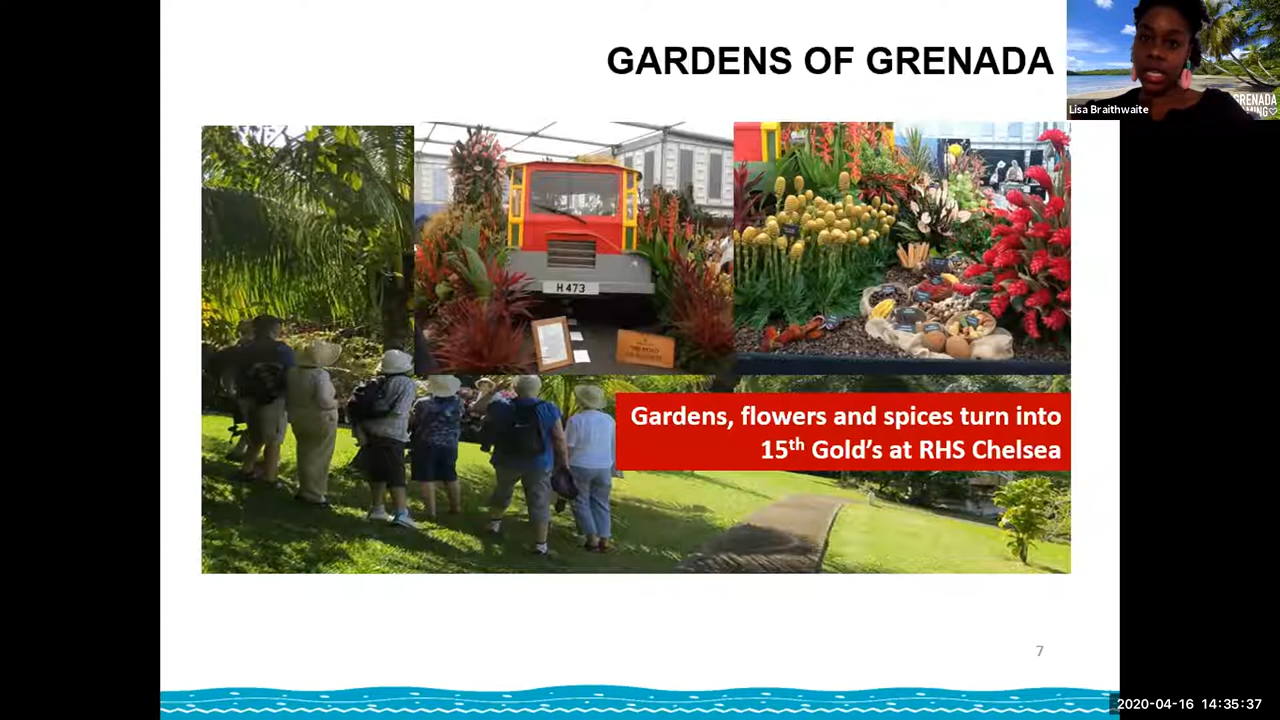 GARDENS OF GRENADA
Lisa Braithwaite
GRENADA
H 473
Gardens, flowers and spices turn into
15th Gold's at RHS Chelsea
7
2020-04-16 14:35:37